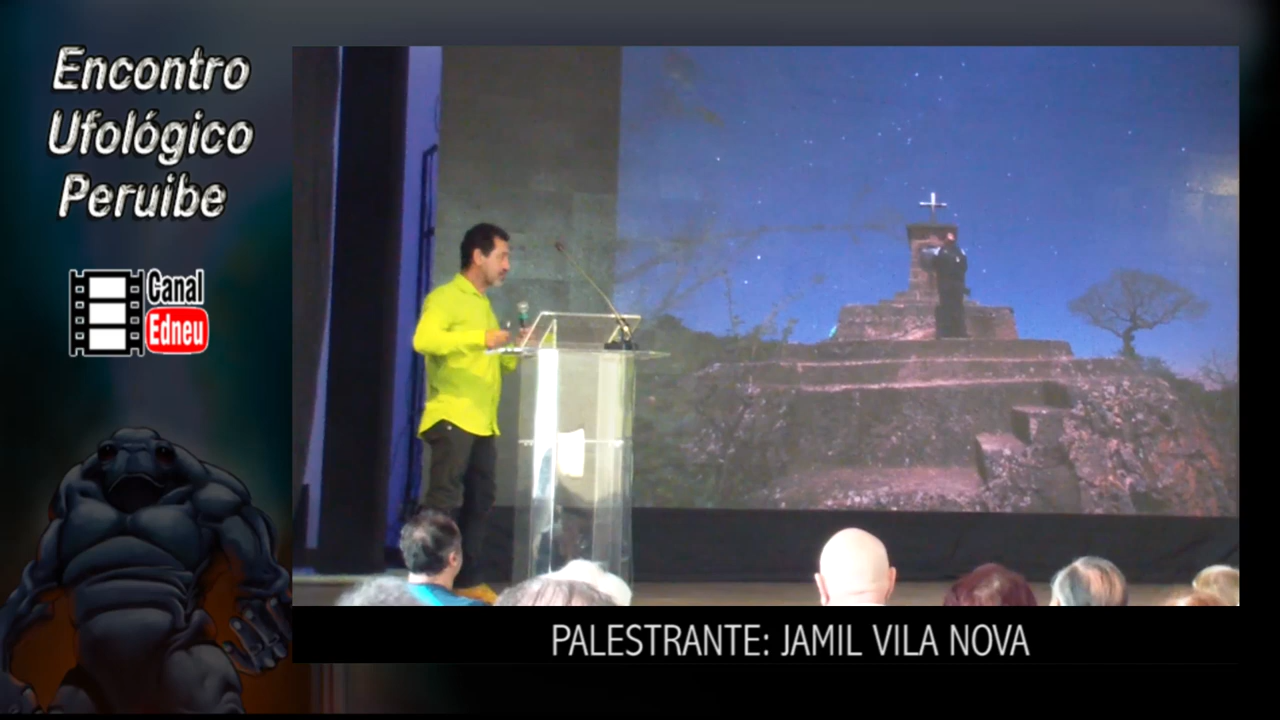 Encontro
Ufológico
Peruibe
Canal
Edneu
PALESTRANTE: JAMIL VILA NOVA